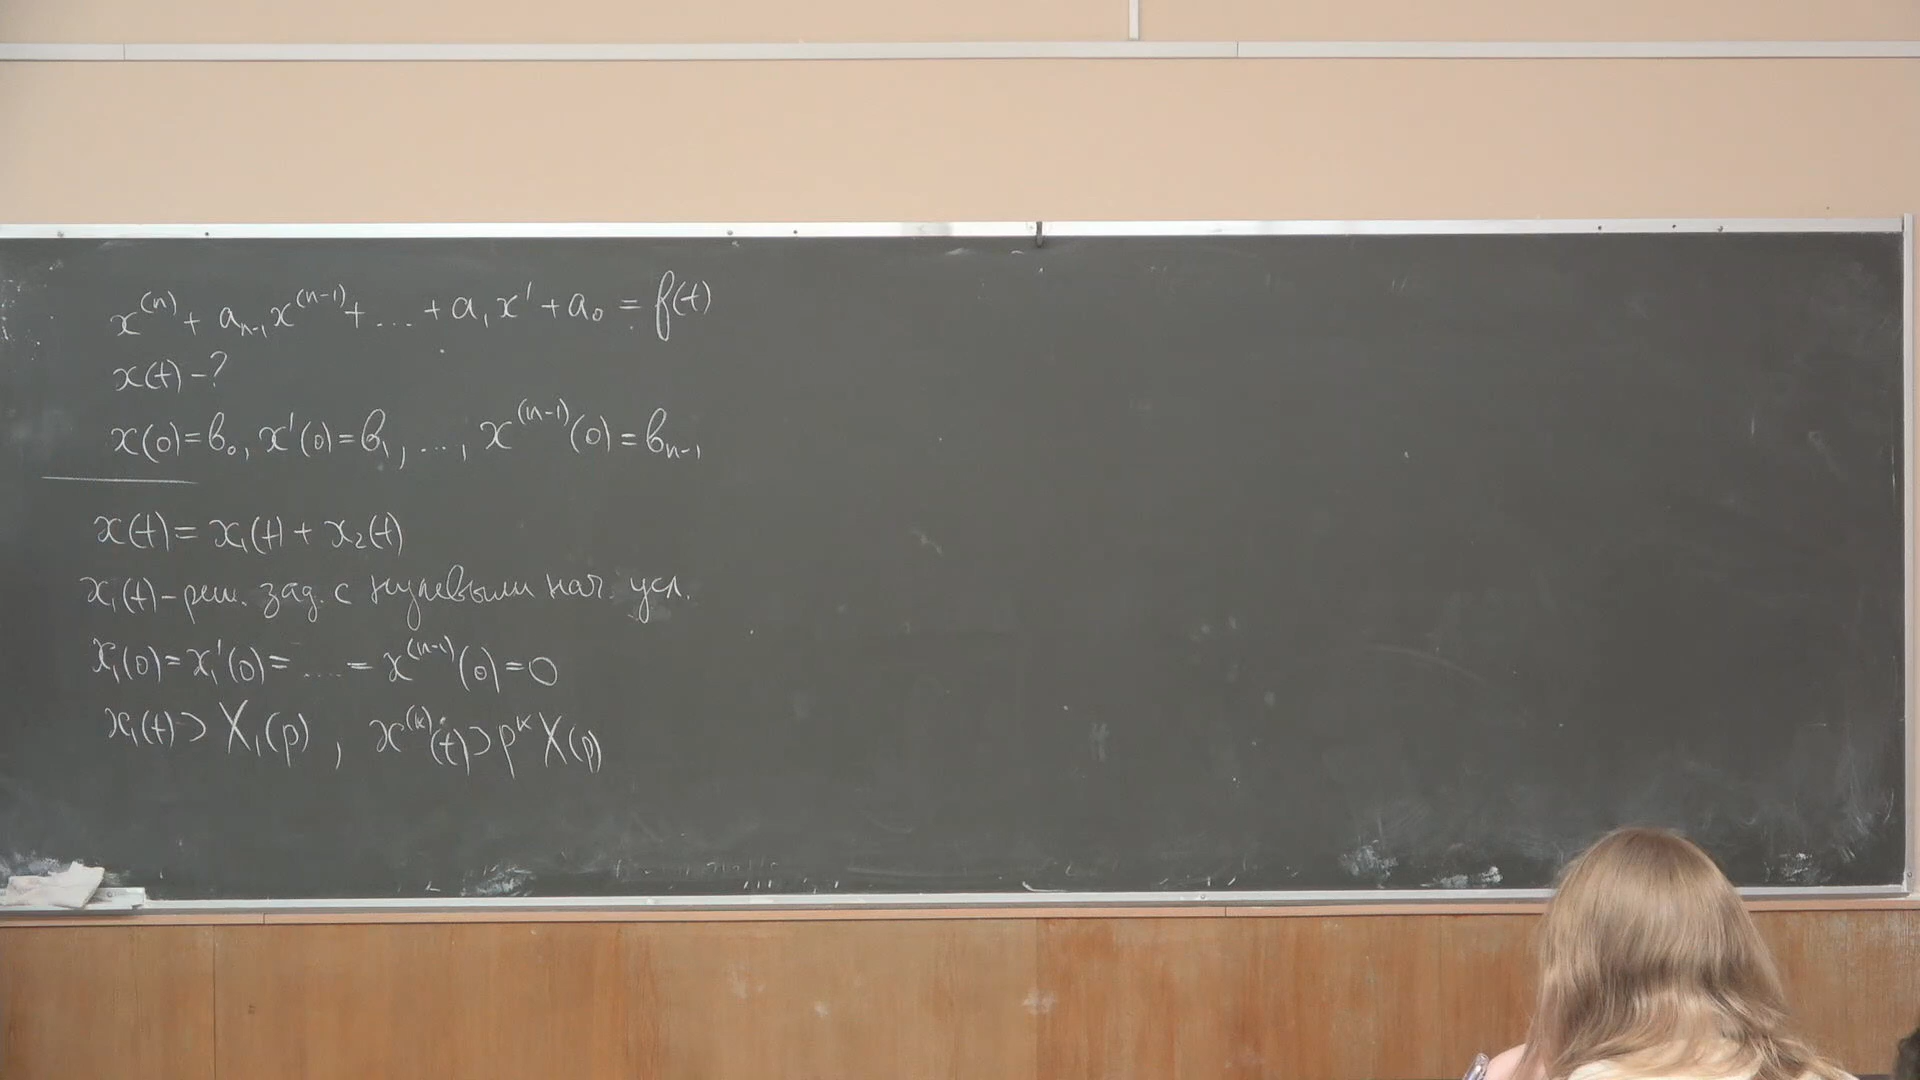 x^(n) + a_{n-1} x^(n-1) + ... + a_1 x' + a_0 = f(t)
x(t) - ?
x(0) = b_0, x'(0) = b_1, ..., x^(n-1)(0) = b_{n-1}
x(t) = x_1(t) + x_2(t)
x_1(t) - реш. зад. с нулевыми нач. усл.
x_1(0) = x_1'(0) = .... = x^(n-1)(0) = 0
x_1(t) ⊃ X_1(p), x^(k)(t) ⊃ p^k X(p)